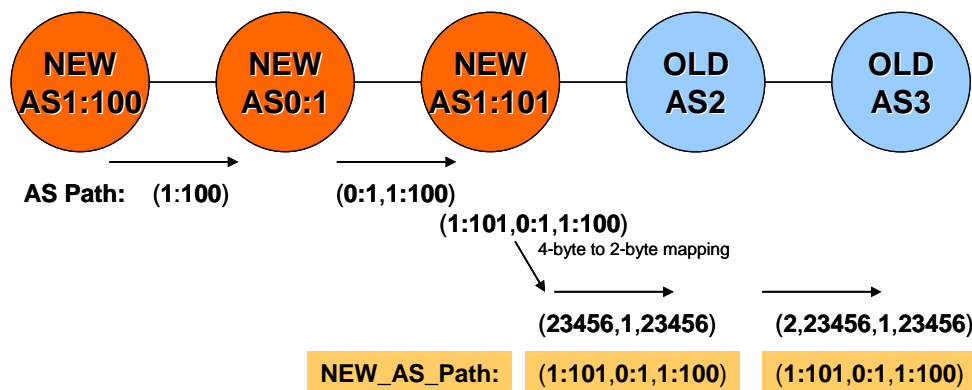 NEW NEW NEW OLD OLD
AS1:100 AS0:1 AS1:101 AS2 AS3
AS Path: (1:100) (0:1,1:100)
(1:101,0:1,1:100)
4-byte to 2-byte mapping
(23456,1,23456) (2,23456,1,23456)
NEW_AS_Path: (1:101,0:1,1:100) (1:101,0:1,1:100)